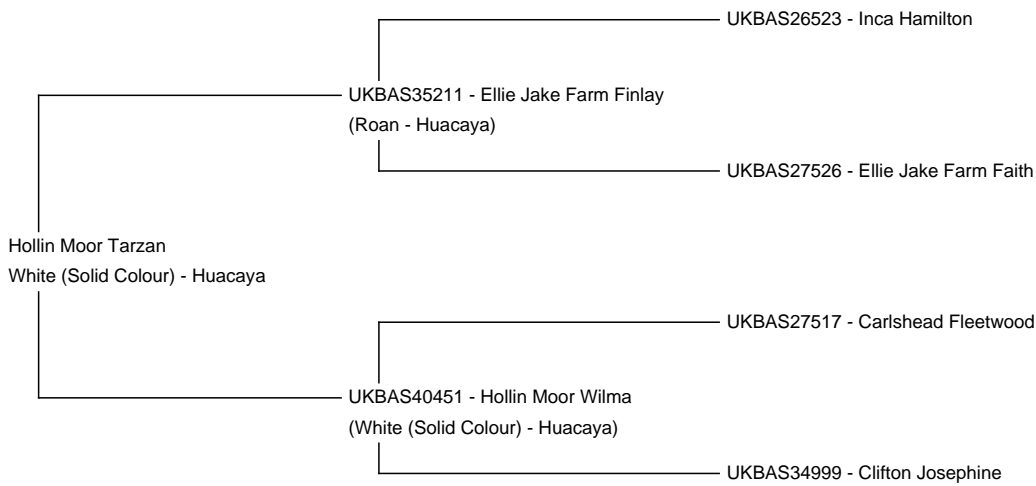 UKBAS26523 - Inca Hamilton
UKBAS35211 - Ellie Jake Farm Finlay
(Roan - Huacaya)
UKBAS27526 - Ellie Jake Farm Faith
Hollin Moor Tarzan
White (Solid Colour) - Huacaya
UKBAS27517 - Carlshead Fleetwood
UKBAS40451 - Hollin Moor Wilma
(White (Solid Colour) - Huacaya)
UKBAS34999 - Clifton Josephine